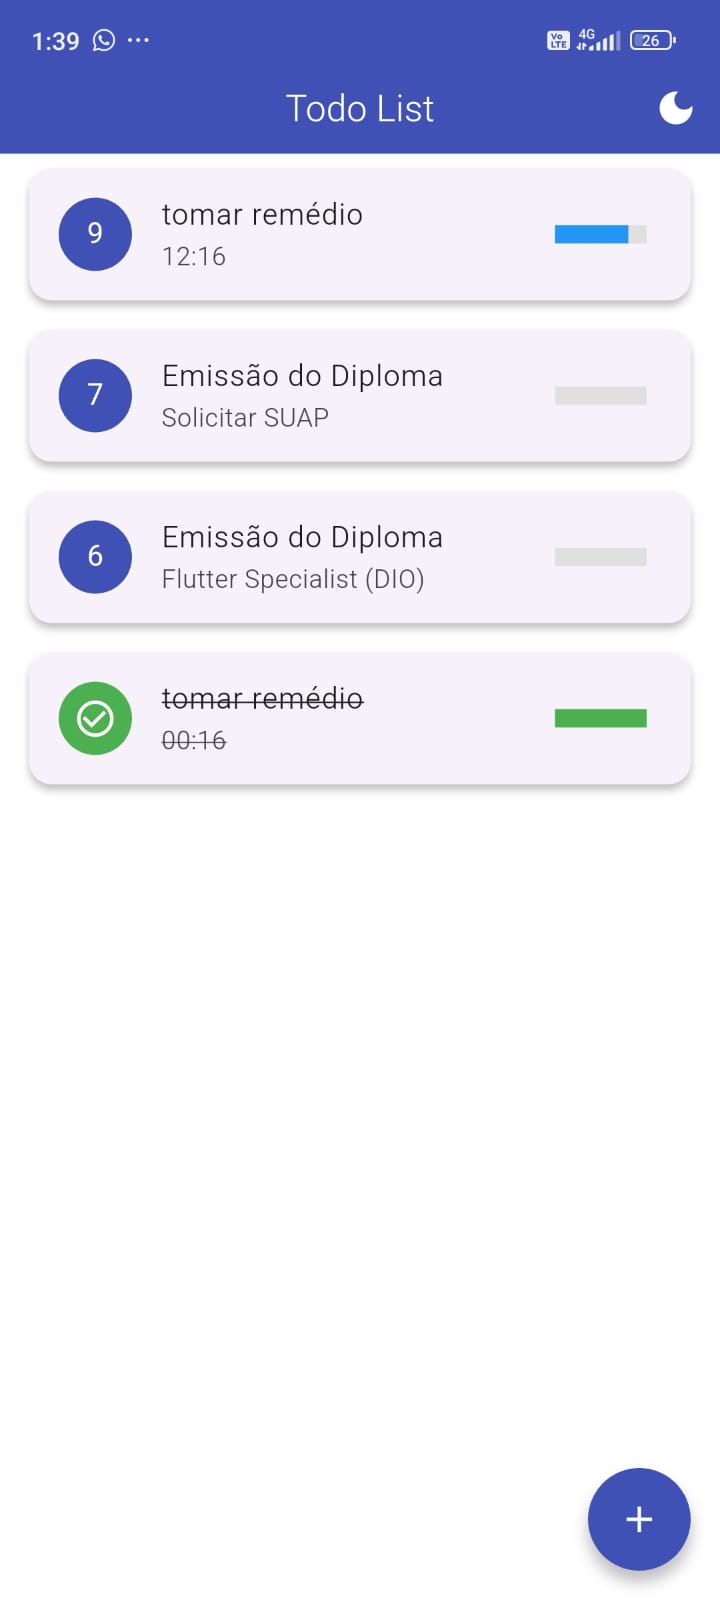 1:39
Vo LTE 4G 26
Todo List
9
tomar remédio
12:16
7
Emissão do Diploma
Solicitar SUAP
6
Emissão do Diploma
Flutter Specialist (DIO)
tomar remédio
00:16
+